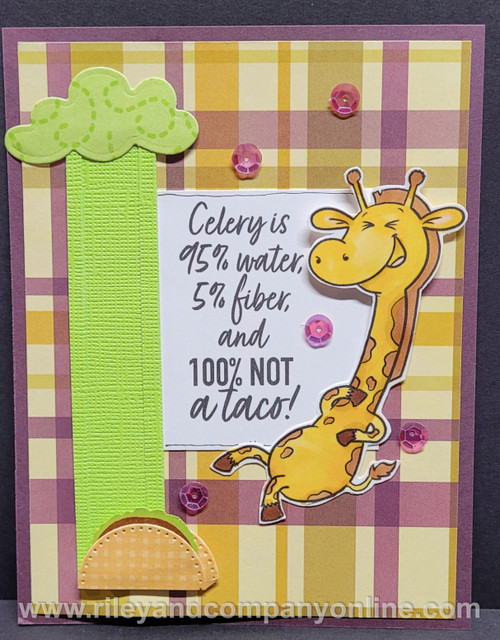 Celery is
95% water,
5% fiber,
and
100% NOT
a taco!
www.rileyandcompanyonline.com